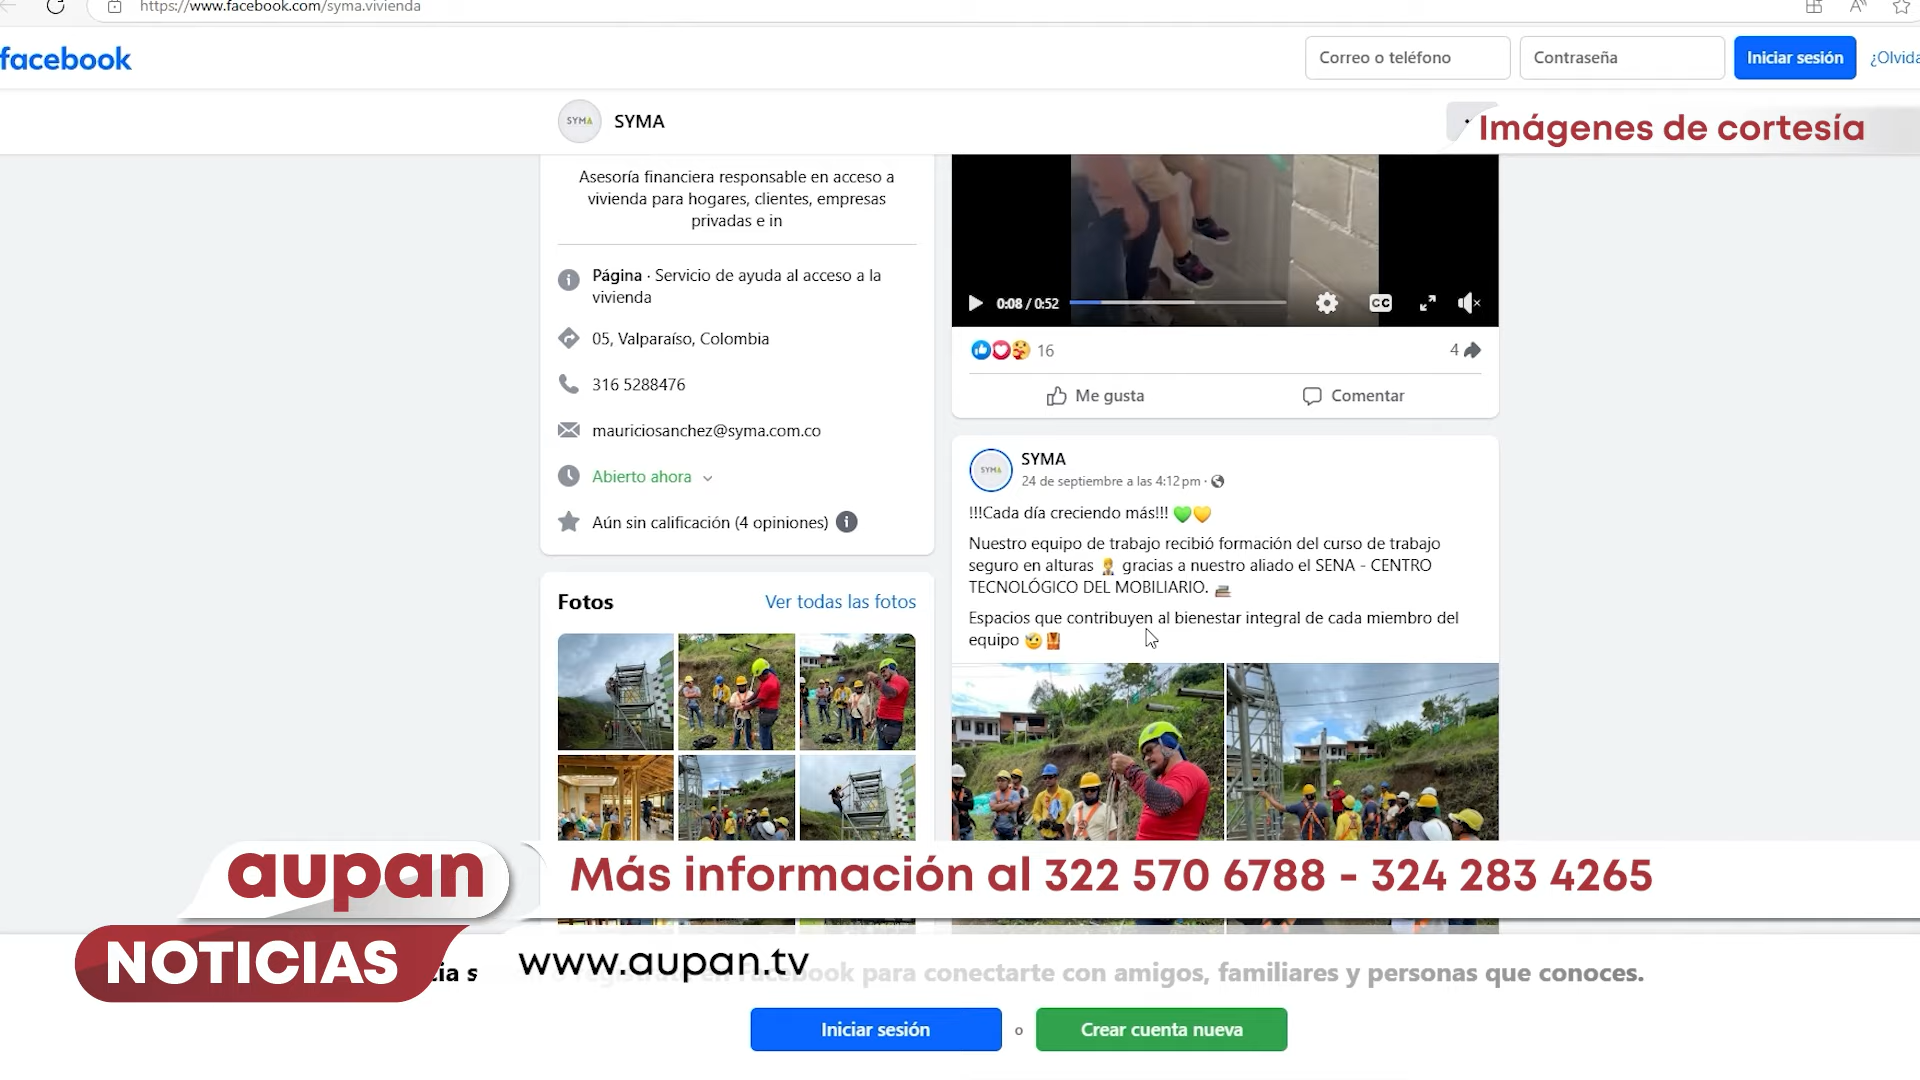 https://www.facebook.com/syma.vivienda
facebook
Correo o teléfono
Contraseña
Iniciar sesión
SYMA
SYMA
Imágenes de cortesía
Asesoría financiera responsable en acceso a
vivienda para hogares, clientes, empresas
privadas e in
Página · Servicio de ayuda al acceso a la
vivienda
05, Valparaíso, Colombia
316 5288476
mauriciosanchez@syma.com.co
Abierto ahora
Aún sin calificación (4 opiniones)
Fotos
Ver todas las fotos
0:08 / 0:52
CC
16
4
Me gusta
Comentar
SYMA
SYMA
24 de septiembre a las 4:12 pm ·
!!!Cada día creciendo más!!! 💚💛
Nuestro equipo de trabajo recibió formación del curso de trabajo
seguro en alturas 👷 gracias a nuestro aliado el SENA - CENTRO
TECNOLÓGICO DEL MOBILIARIO. 📚
Espacios que contribuyen al bienestar integral de cada miembro del
equipo 🫡🦺
aupan
NOTICIAS
Más información al 322 570 6788 - 324 283 4265
www.aupan.tv
para conectarte con amigos, familiares y personas que conoces.
Iniciar sesión
o
Crear cuenta nueva